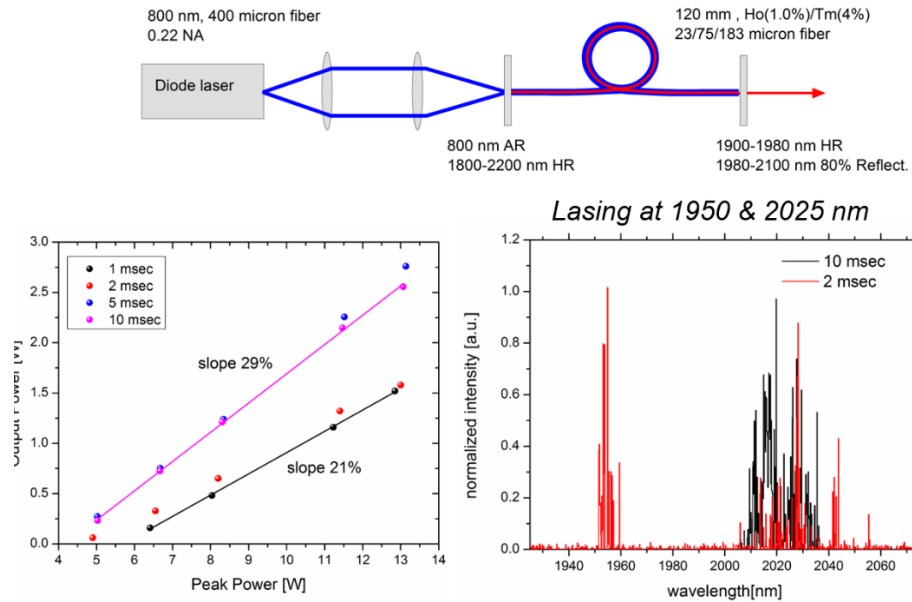 800 nm, 400 micron fiber
0.22 NA
Diode laser
120 mm , Ho(1.0%)/Tm(4%)
23/75/183 micron fiber
800 nm AR
1800-2200 nm HR
1900-1980 nm HR
1980-2100 nm 80% Reflect.
Lasing at 1950 & 2025 nm
3.0
2.5
2.0
1.5
1.0
0.5
0.0
1 msec
2 msec
5 msec
10 msec
slope 29%
slope 21%
4 5 6 7 8 9 10 11 12 13 14
Peak Power [W]
Output Power [W]
1.2
1.0
0.8
0.6
0.4
0.2
0.0
10 msec
2 msec
1940 1960 1980 2000 2020 2040 2060
wavelength[nm]
normalized intensity [a.u.]